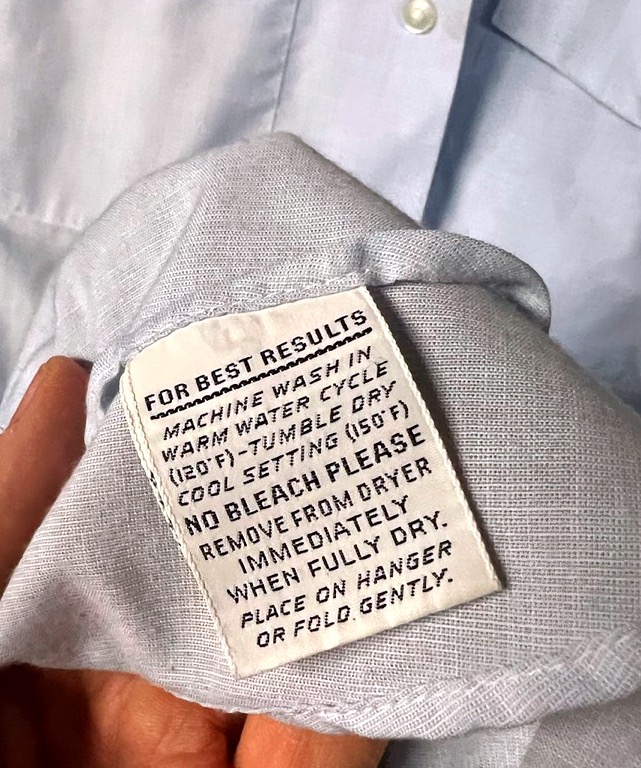 FOR BEST RESULTS
MACHINE WASH IN
WARM WATER CYCLE
(120°F)-TUMBLE DRY
COOL SETTING (150°F)
NO BLEACH PLEASE
REMOVE FROM DRYER
IMMEDIATELY
WHEN FULLY DRY.
PLACE ON HANGER
OR FOLD. GENTLY.